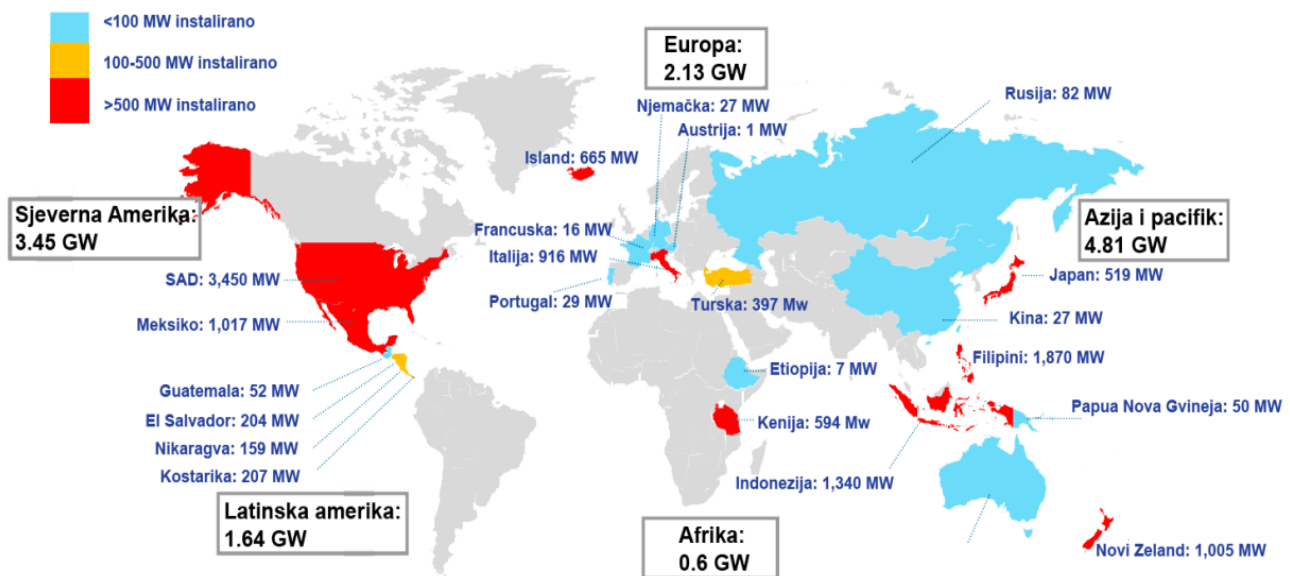 <100 MW instalirano
100-500 MW instalirano
>500 MW instalirano
Europa:
2.13 GW
Njemačka: 27 MW
Austrija: 1 MW
Rusija: 82 MW
Island: 665 MW
Sjeverna Amerika:
3.45 GW
Azija i pacifik:
4.81 GW
Francuska: 16 MW
Italija: 916 MW
SAD: 3,450 MW
Japan: 519 MW
Portugal: 29 MW
Turska: 397 Mw
Meksiko: 1,017 MW
Kina: 27 MW
Filipini: 1,870 MW
Etiopija: 7 MW
Guatemala: 52 MW
Papua Nova Gvineja: 50 MW
El Salvador: 204 MW
Kenija: 594 Mw
Nikaragva: 159 MW
Kostarika: 207 MW
Indonezija: 1,340 MW
Latinska amerika:
1.64 GW
Afrika:
0.6 GW
Novi Zeland: 1,005 MW